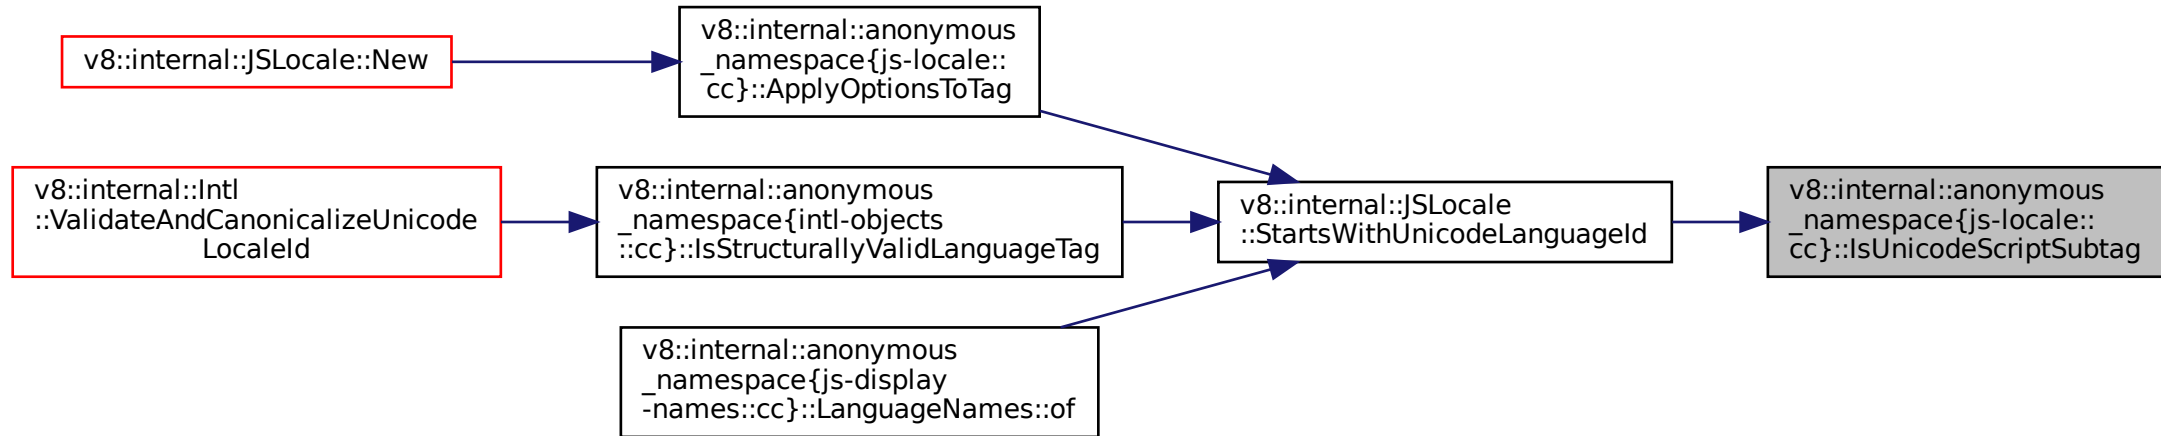 v8::internal::JSLocale::New
v8::internal::anonymous
_namespace{js-locale::
cc}::ApplyOptionsToTag
v8::internal::Intl
::ValidateAndCanonicalizeUnicode
LocaleId
v8::internal::anonymous
_namespace{intl-objects
::cc}::IsStructurallyValidLanguageTag
v8::internal::JSLocale
::StartsWithUnicodeLanguageId
v8::internal::anonymous
_namespace{js-locale::
cc}::IsUnicodeScriptSubtag
v8::internal::anonymous
_namespace{js-display
-names::cc}::LanguageNames::of